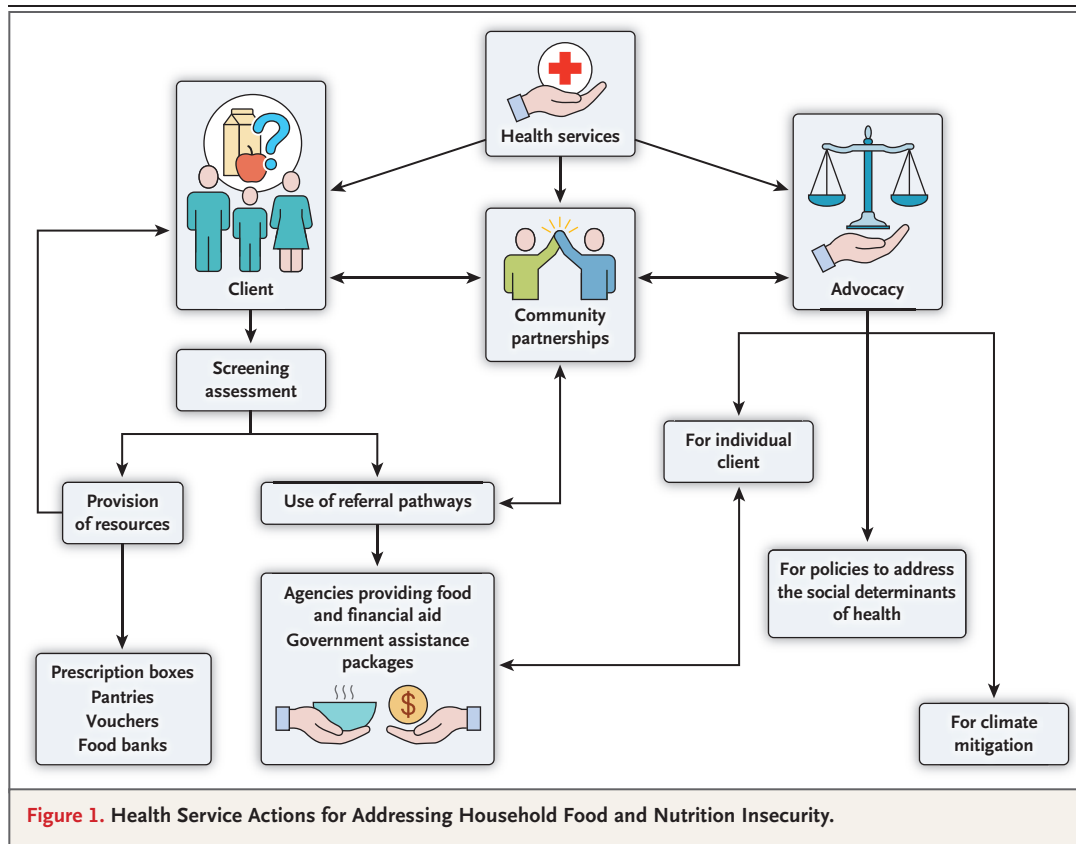 Health services
Client
Community
partnerships
Advocacy
Screening
assessment
For individual
client
Provision
of resources
Use of referral pathways
For policies to address
the social determinants
of health
Agencies providing food
and financial aid
Government assistance
packages
$
Prescription boxes
Pantries
Vouchers
Food banks
For climate
mitigation
Figure 1. Health Service Actions for Addressing Household Food and Nutrition Insecurity.